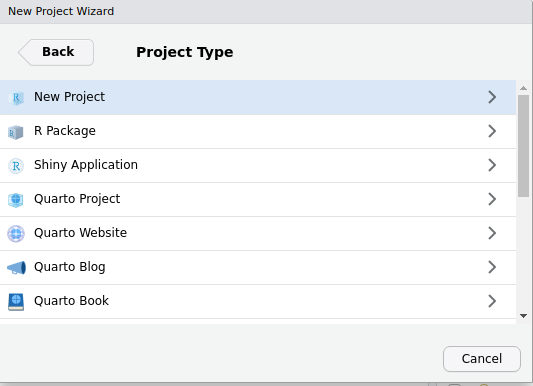 New Project Wizard
Back
Project Type
New Project
R Package
Shiny Application
Quarto Project
Quarto Website
Quarto Blog
Quarto Book
Cancel